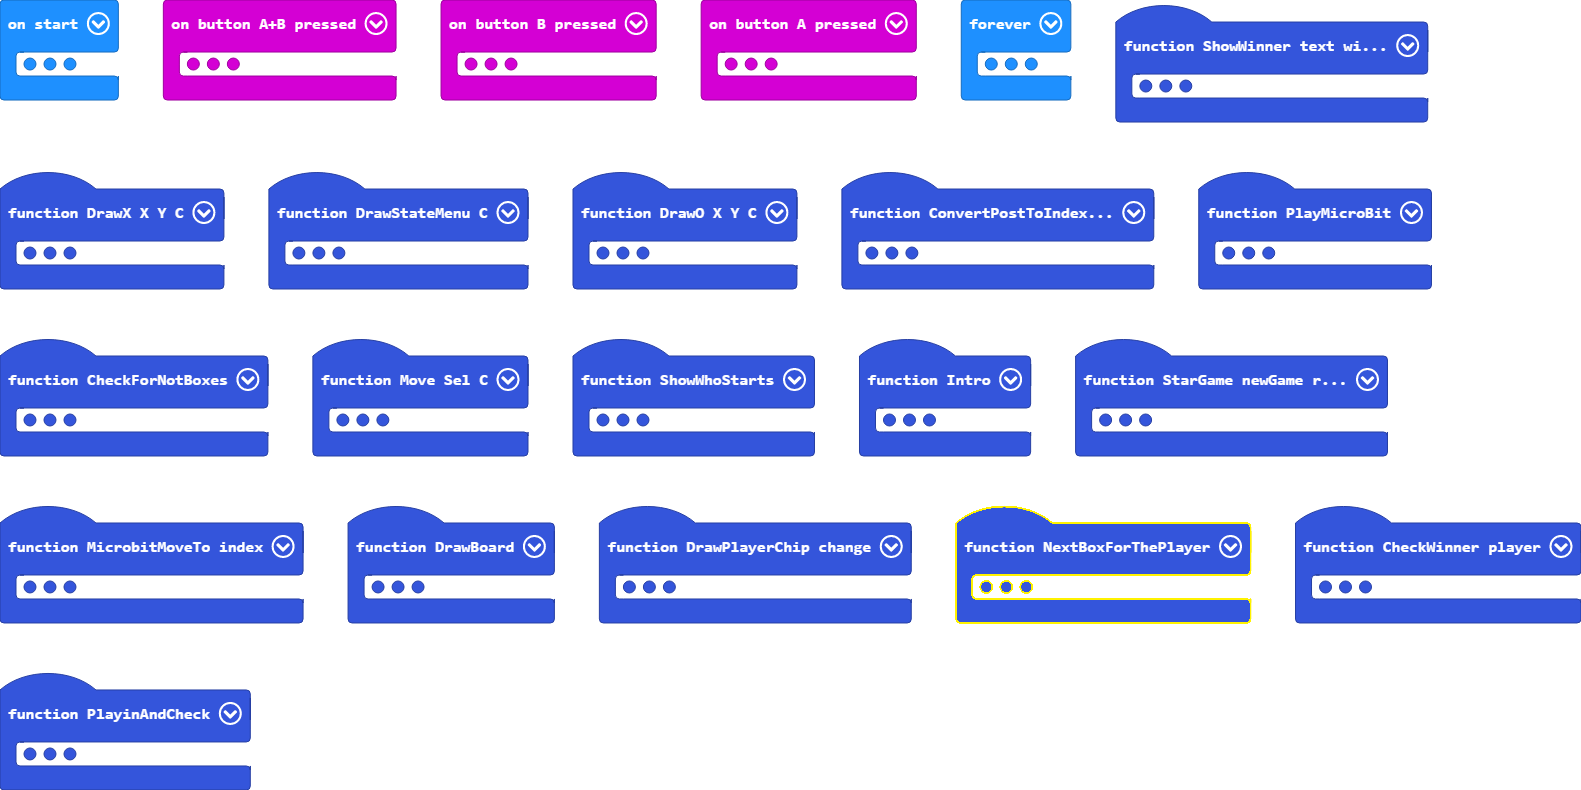 on start
on button A+B pressed
on button B pressed
on button A pressed
forever
function ShowWinner text wi...
function DrawX X Y C
function DrawStateMenu C
function DrawO X Y C
function ConvertPostToIndex...
function PlayMicroBit
function CheckForNotBoxes
function Move Sel C
function ShowWhoStarts
function Intro
function StarGame newGame r...
function MicrobitMoveTo index
function DrawBoard
function DrawPlayerChip change
function NextBoxForThePlayer
function CheckWinner player
function PlayinAndCheck